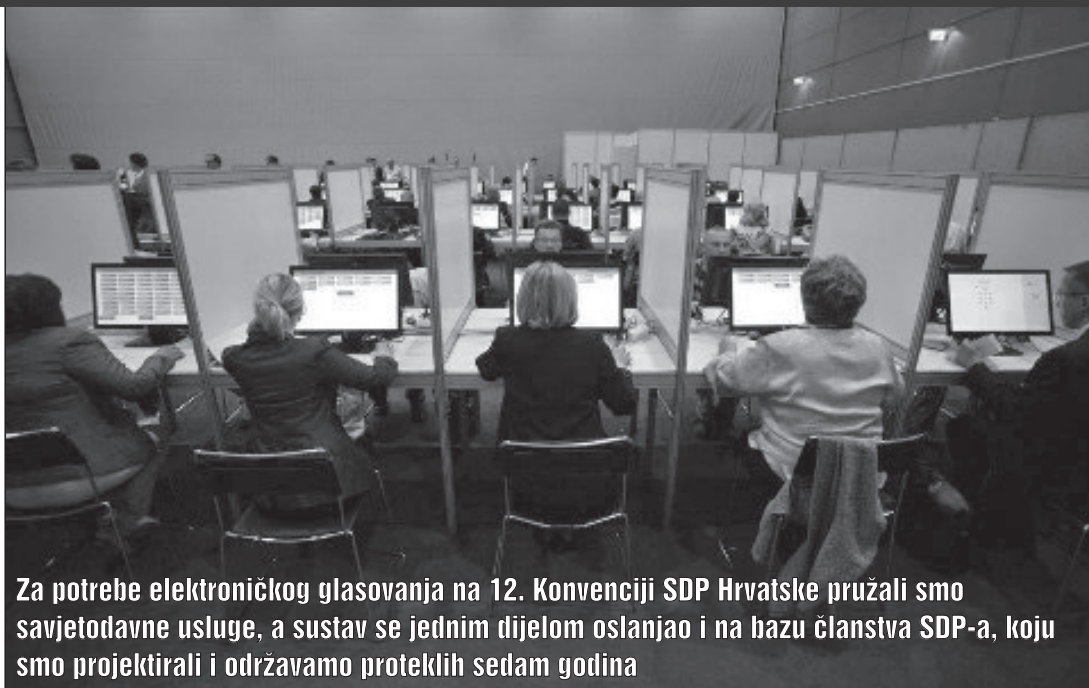 Za potrebe elektroničkog glasovanja na 12. Konvenciji SDP Hrvatske pružali smo
savjetodavne usluge, a sustav se jednim dijelom oslanjao i na bazu članstva SDP-a, koju
smo projektirali i održavamo proteklih sedam godina